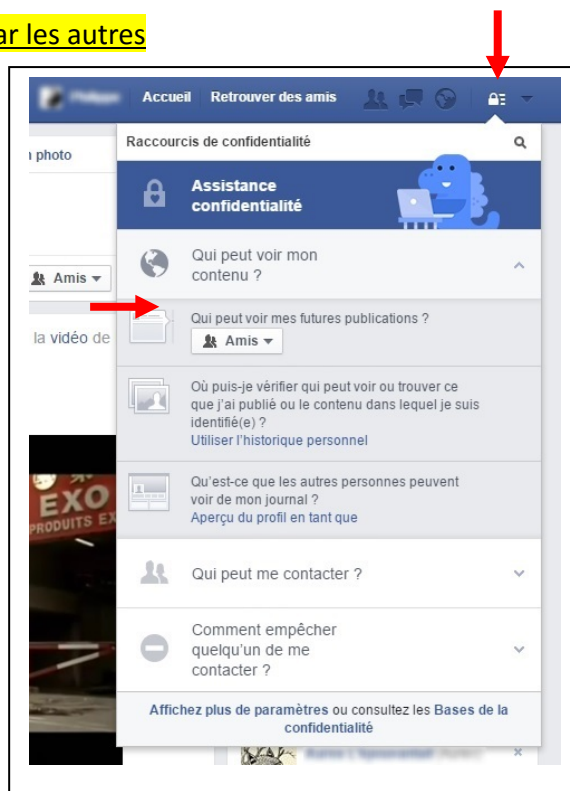 ar les autres
Accueil Retrouver des amis
Raccourcis de confidentialité
n photo
Assistance
confidentialité
Qui peut voir mon
contenu ?
Amis
Qui peut voir mes futures publications ?
la vidéo de
Amis
Où puis-je vérifier qui peut voir ou trouver ce
que j'ai publié ou le contenu dans lequel je suis
identifié(e) ?
Utiliser l'historique personnel
Qu'est-ce que les autres personnes peuvent
voir de mon journal ?
Aperçu du profil en tant que
EXO
PRODUITS EX
Qui peut me contacter ?
Comment empêcher
quelqu'un de me
contacter ?
Affichez plus de paramètres ou consultez les Bases de la
confidentialité